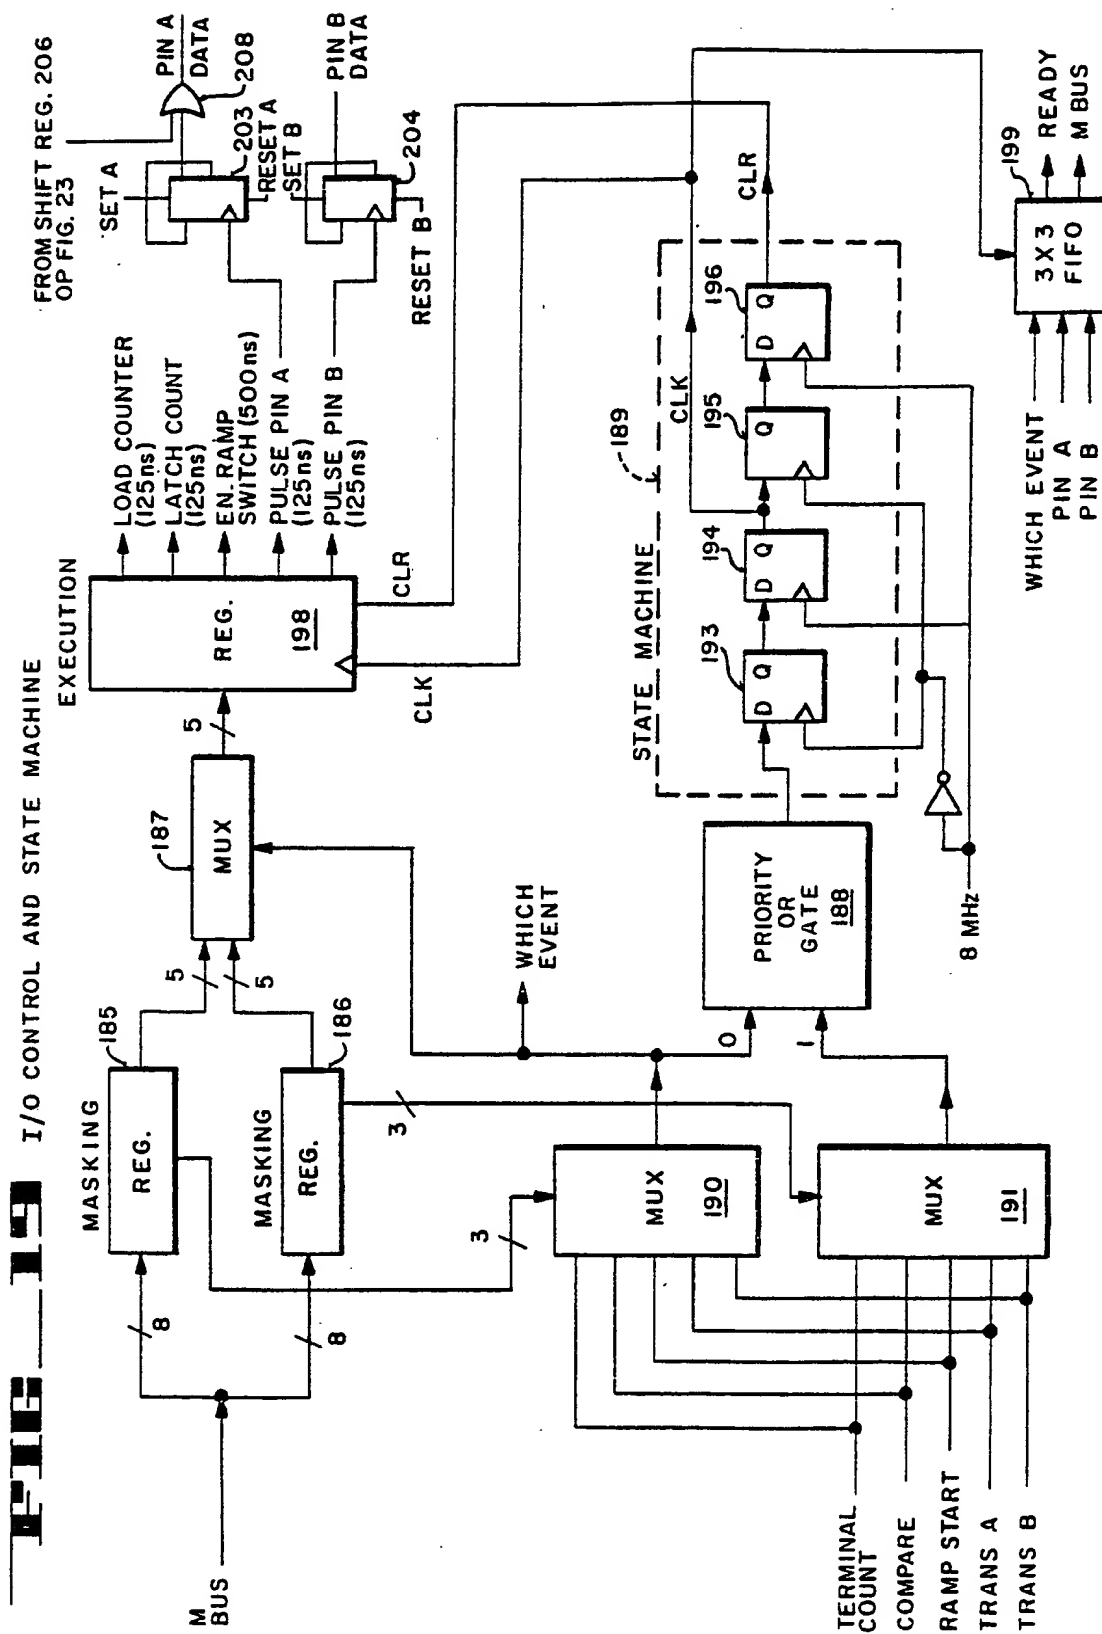 FIG 19
I/O CONTROL AND STATE MACHINE
M
BUS
8
8
MASKING
REG.
185
MASKING
REG.
186
5
5
3
3
187
MUX
5
EXECUTION
REG.
198
CLK
CLR
LOAD COUNTER
(125ns)
LATCH COUNT
(125ns)
EN. RAMP
SWITCH (500ns)
PULSE PIN A
(125ns)
PULSE PIN B
(125ns)
FROM SHIFT REG. 206
OP FIG. 23
SET A
203
RESET A
208
PIN A
DATA
SET B
204
RESET B
PIN B
DATA
WHICH
EVENT
TERMINAL
COUNT
COMPARE
RAMP START
TRANS A
TRANS B
MUX
190
MUX
191
0
1
PRIORITY
OR
GATE
188
8 MHz
STATE MACHINE
189
193
D Q
194
D Q
CLK
195
Q
196
D Q
CLR
WHICH EVENT
PIN A
PIN B
199
3X3
FIFO
READY
M BUS